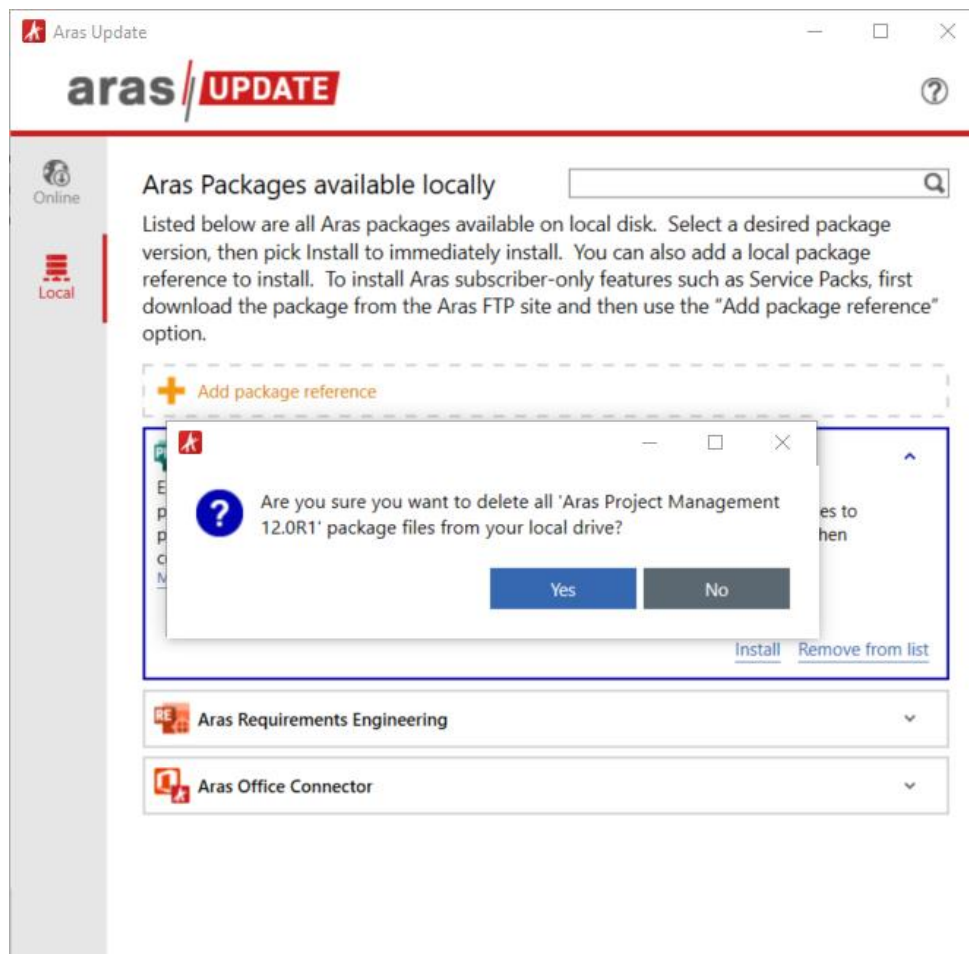 Aras Update
aras UPDATE
Online
Local
Aras Packages available locally
Listed below are all Aras packages available on local disk. Select a desired package
version, then pick Install to immediately install. You can also add a local package
reference to install. To install Aras subscriber-only features such as Service Packs, first
download the package from the Aras FTP site and then use the "Add package reference"
option.
Add package reference
Are you sure you want to delete all 'Aras Project Management
12.0R1' package files from your local drive?
es to
hen
Yes No
Install Remove from list
RE Aras Requirements Engineering
Aras Office Connector